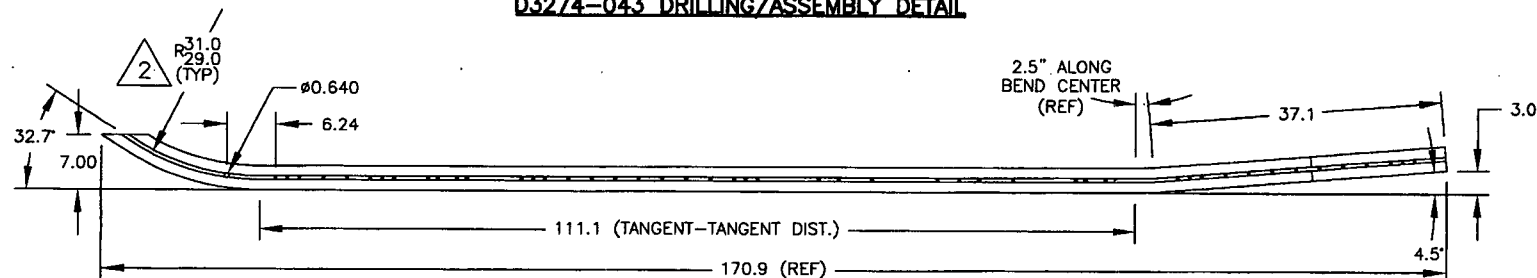 D3274-043 DRILLING/ASSEMBLY DETAIL
2
R31.0
29.0
(TYP)
ø0.640
6.24
32.7°
7.00
2.5" ALONG
BEND CENTER
(REF)
37.1
3.0
111.1 (TANGENT-TANGENT DIST.)
4.5°
170.9 (REF)